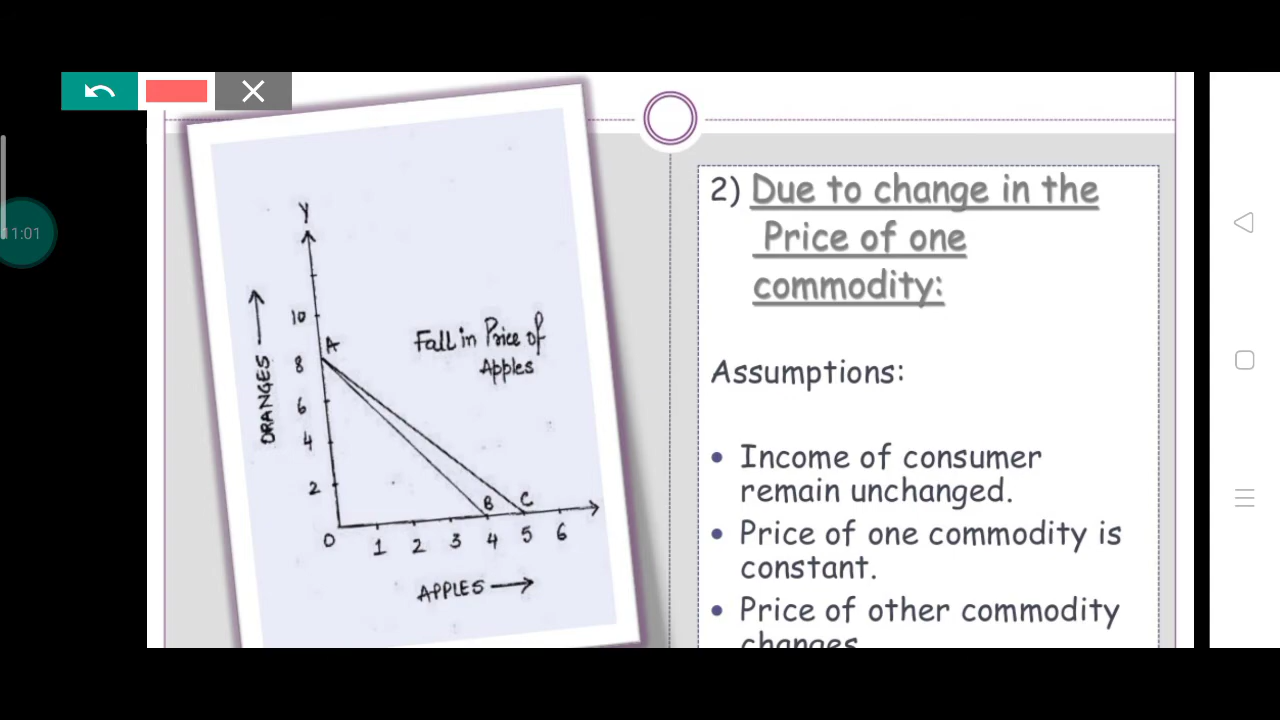 11:01
Y
10
8
6
4
2
0
A
B
C
ORANGES
Fall in Price of
Apples
1 2 3 4 5 6
APPLES
2) Due to change in the
Price of one
commodity:
Assumptions:
• Income of consumer
remain unchanged.
• Price of one commodity is
constant.
• Price of other commodity
changes